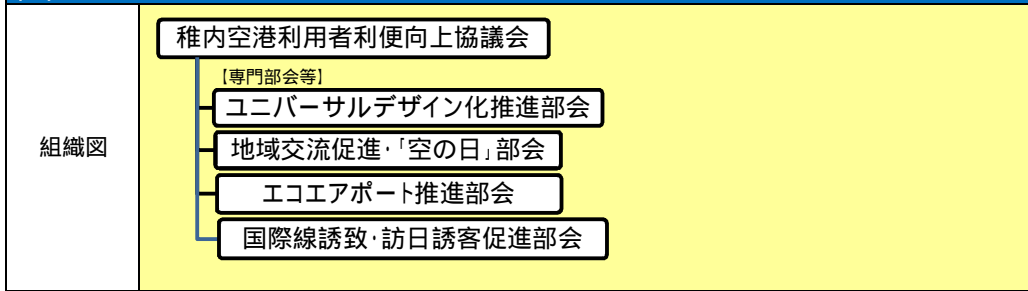 稚内空港利用者利便向上協議会
【専門部会等】
ユニバーサルデザイン化推進部会
組織図
地域交流促進・「空の日」部会
エコエアポート推進部会
国際線誘致・訪日誘客促進部会